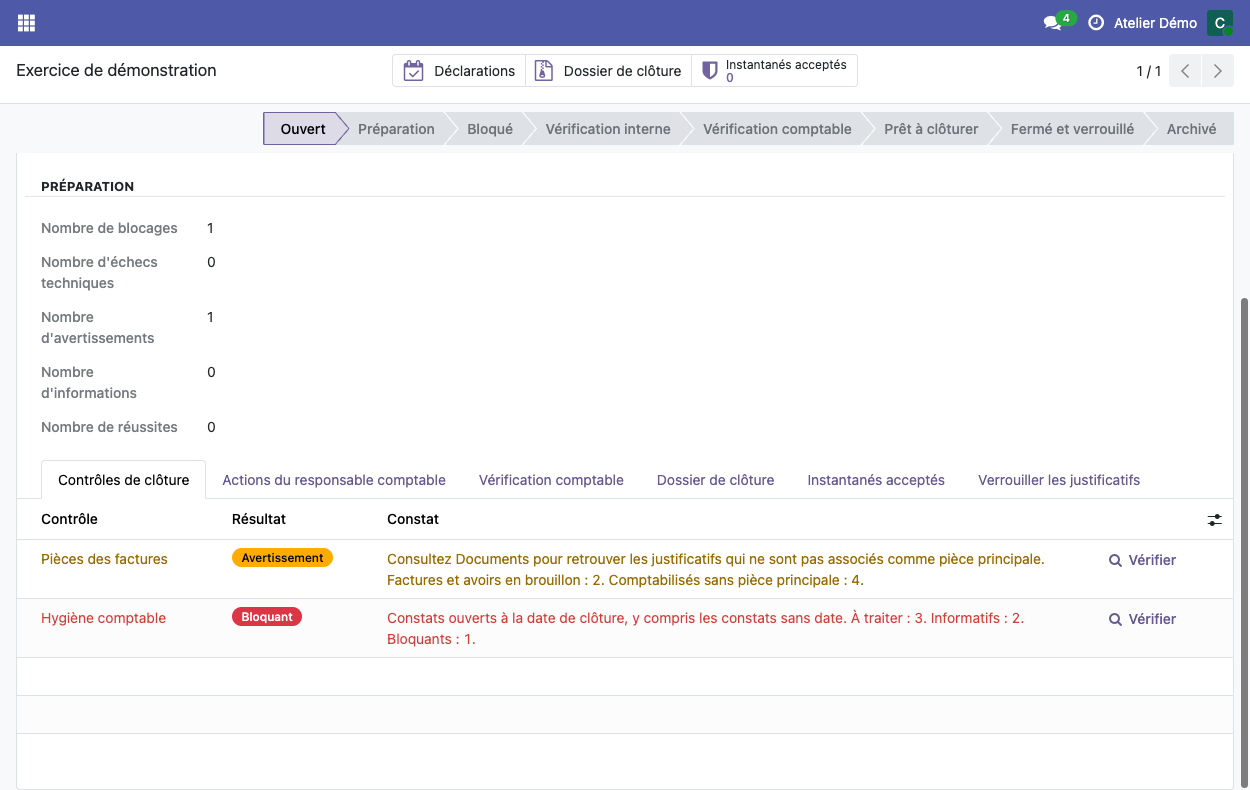 4
Atelier Démo
C
Exercice de démonstration
Déclarations
Dossier de clôture
Instantanés acceptés
0
1 / 1
Ouvert
Préparation
Bloqué
Vérification interne
Vérification comptable
Prêt à clôturer
Fermé et verrouillé
Archivé
PRÉPARATION
Nombre de blocages 1
Nombre d'échecs 0
techniques
Nombre 1
d'avertissements
Nombre 0
d'informations
Nombre de réussites 0
Contrôles de clôture
Actions du responsable comptable
Vérification comptable
Dossier de clôture
Instantanés acceptés
Verrouiller les justificatifs
Contrôle Résultat Constat
Pièces des factures Avertissement Consultez Documents pour retrouver les justificatifs qui ne sont pas associés comme pièce principale. Vérifier
Factures et avoirs en brouillon : 2. Comptabilisés sans pièce principale : 4.
Hygiène comptable Bloquant Constats ouverts à la date de clôture, y compris les constats sans date. À traiter : 3. Informatifs : 2. Vérifier
Bloquants : 1.